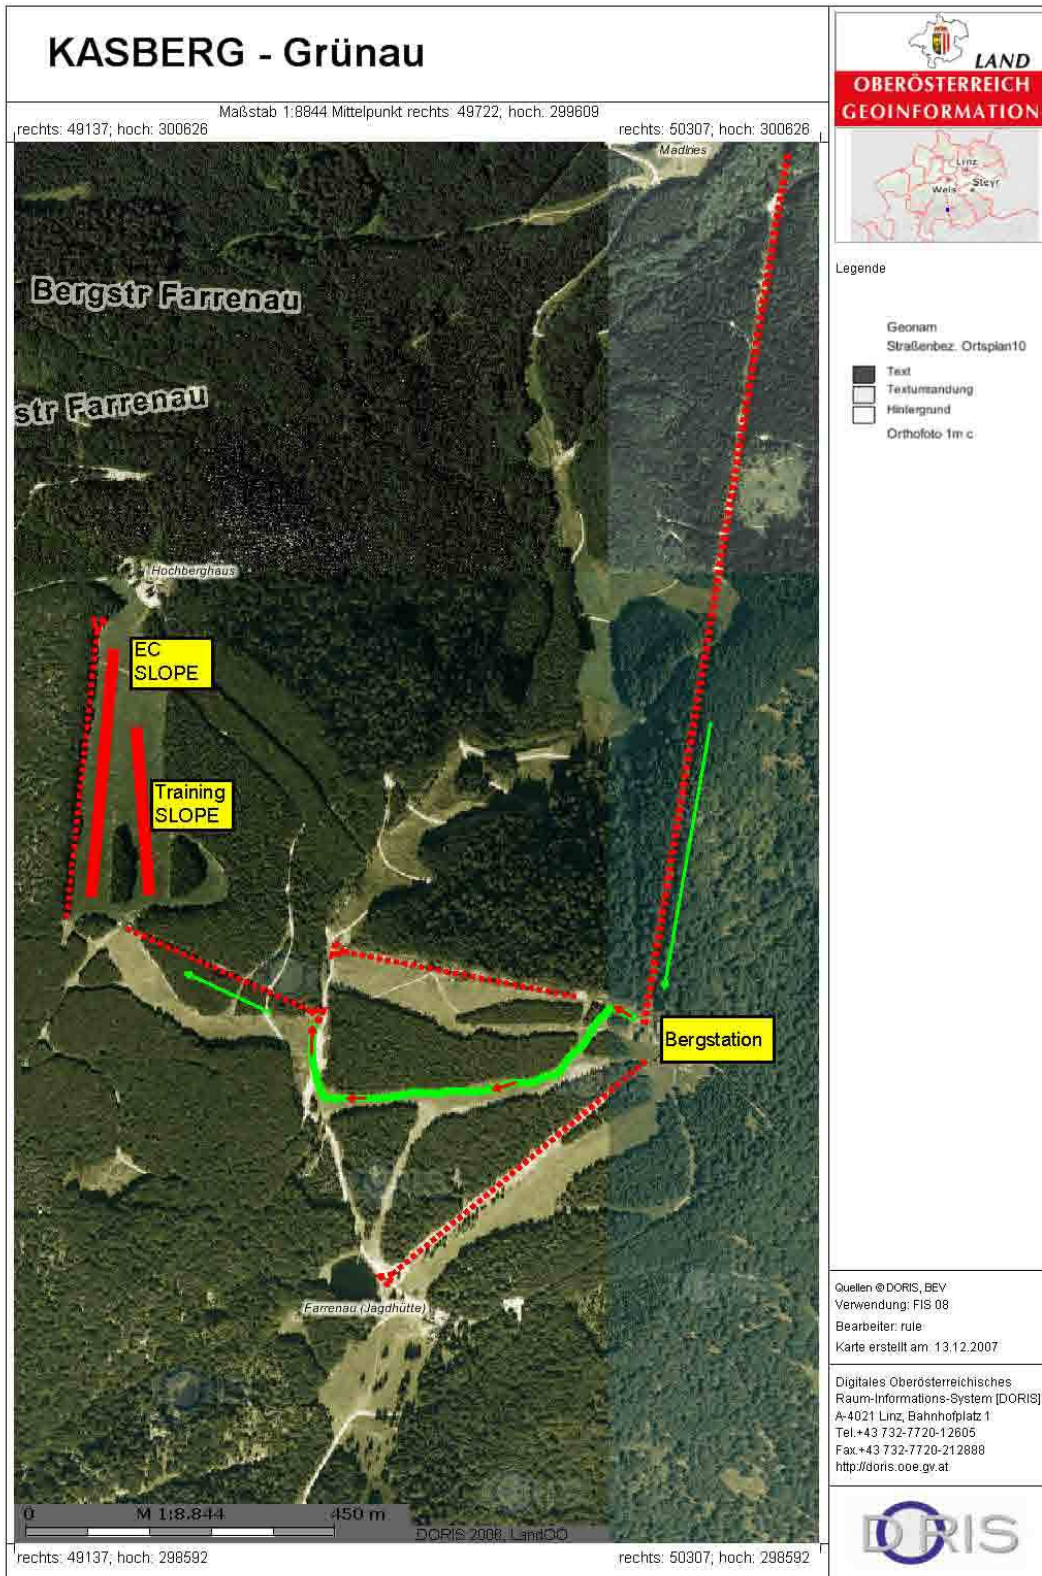 KASBERG - Grünau
Maßstab 1:8844 Mittelpunkt rechts: 49722; hoch: 299609
rechts: 49137; hoch: 300626
rechts: 50307; hoch: 300626
Madlries
Bergstr Farrenau
str Farrenau
Hochberghaus
EC
SLOPE
Training
SLOPE
Bergstation
Farrenau (Jagdhütte)
0 M 1:8.844 450 m
DORIS 2006, LandOÖ
rechts: 49137; hoch: 298592
rechts: 50307; hoch: 298592
LAND
OBERÖSTERREICH
GEOINFORMATION
Linz
Wels
Steyr
Legende
Geonam
Straßenbez. Ortsplan10
Text
Textumrandung
Hintergrund
Orthofoto 1m c
Quellen ©DORIS, BEV
Verwendung: FIS 08
Bearbeiter: rule
Karte erstellt am: 13.12.2007
Digitales Oberösterreichisches
Raum-Informations-System [DORIS]
A-4021 Linz, Bahnhofplatz 1
Tel.+43 732-7720-12605
Fax.+43 732-7720-212888
http://doris.ooe.gv.at
DORIS